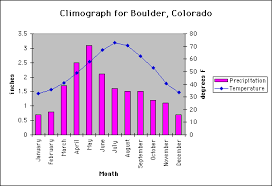 Climograph for Boulder, Colorado
3.5
3
2.5
2
1.5
1
0.5
0
inches
80
70
60
50
40
30
20
10
0
degrees F
January
February
March
April
May
June
July
August
September
October
November
December
Month
Precipitation
Temperature